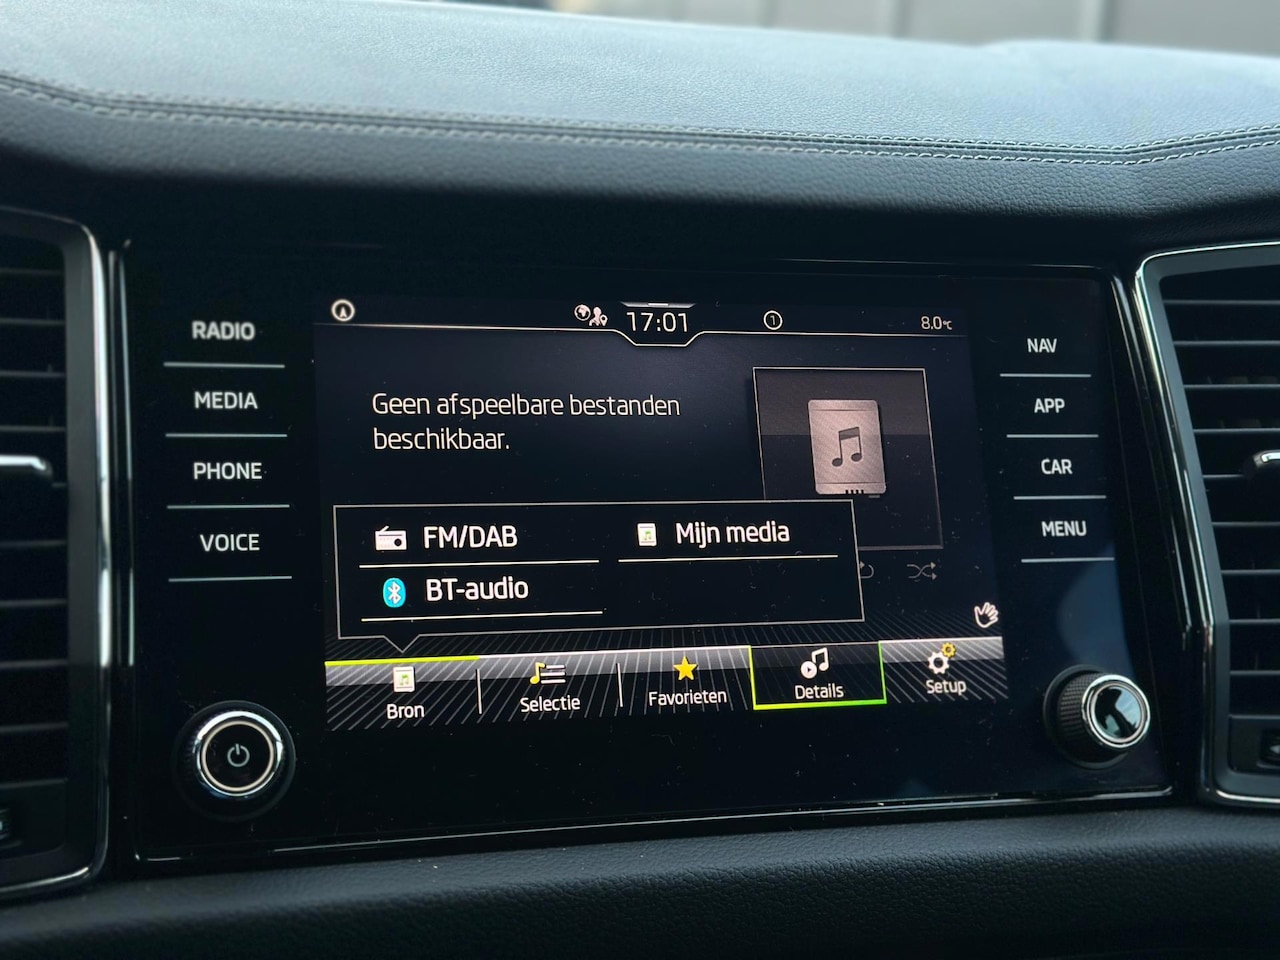 RADIO
MEDIA
PHONE
VOICE
17:01
1
8.0°C
Geen afspeelbare bestanden
beschikbaar.
FM/DAB
Mijn media
BT-audio
Bron
Selectie
Favorieten
Details
Setup
NAV
APP
CAR
MENU